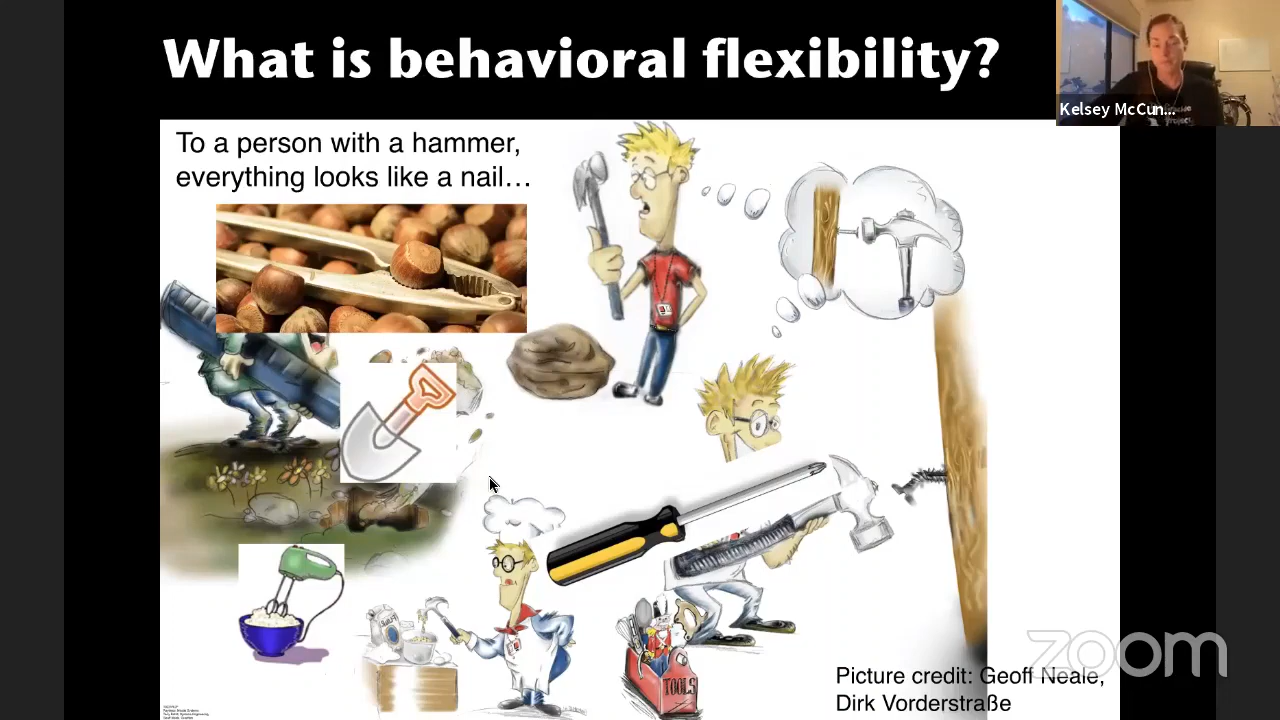 What is behavioral flexibility?
Kelsey McCun...
To a person with a hammer,
everything looks like a nail…
TOOLS
zoom
Picture credit: Geoff Neale,
Dirk Vorderstraße